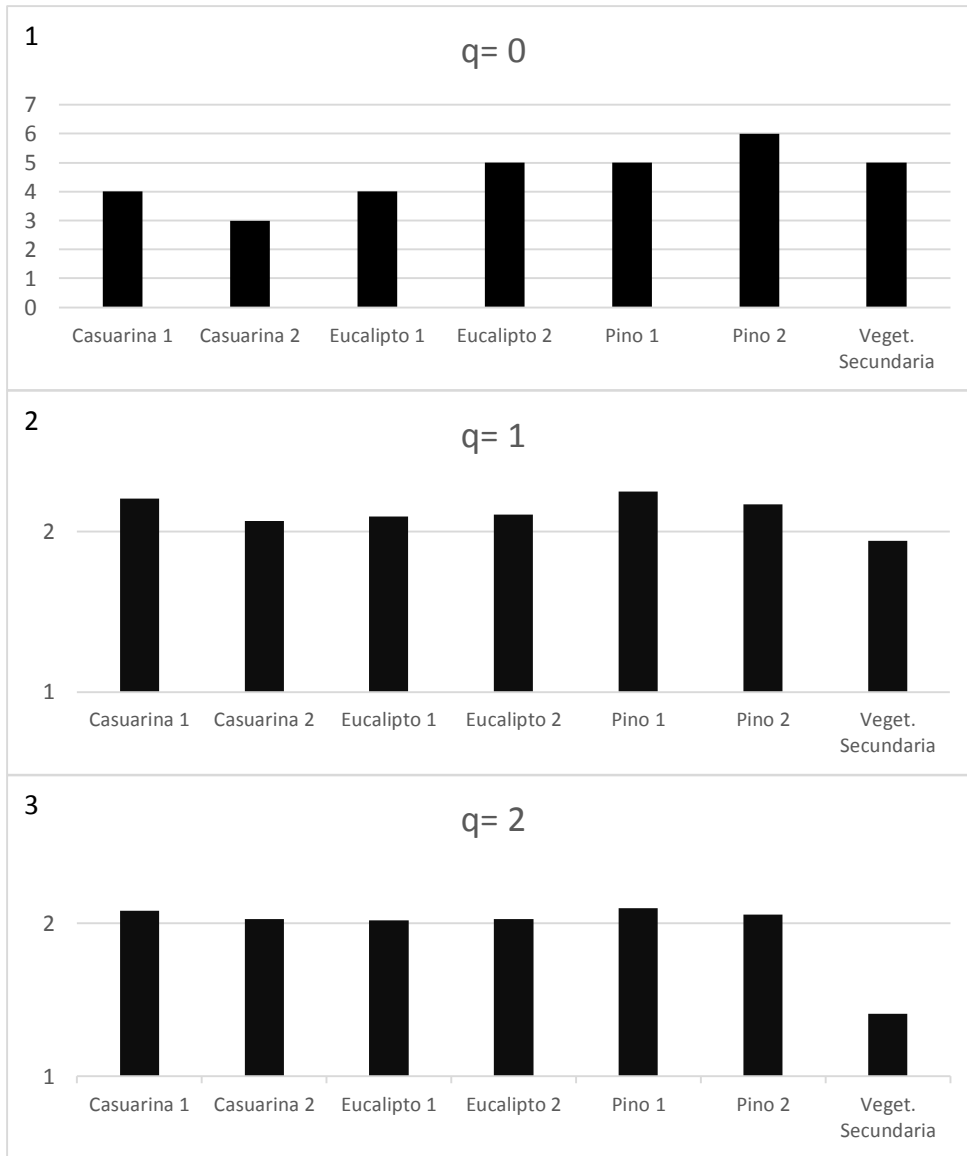 1
q= 0
7
6
5
4
3
2
1
0
Casuarina 1 Casuarina 2 Eucalipto 1 Eucalipto 2 Pino 1 Pino 2 Veget.
Secundaria
2
q= 1
2
1
Casuarina 1 Casuarina 2 Eucalipto 1 Eucalipto 2 Pino 1 Pino 2 Veget.
Secundaria
3
q= 2
2
1
Casuarina 1 Casuarina 2 Eucalipto 1 Eucalipto 2 Pino 1 Pino 2 Veget.
Secundaria